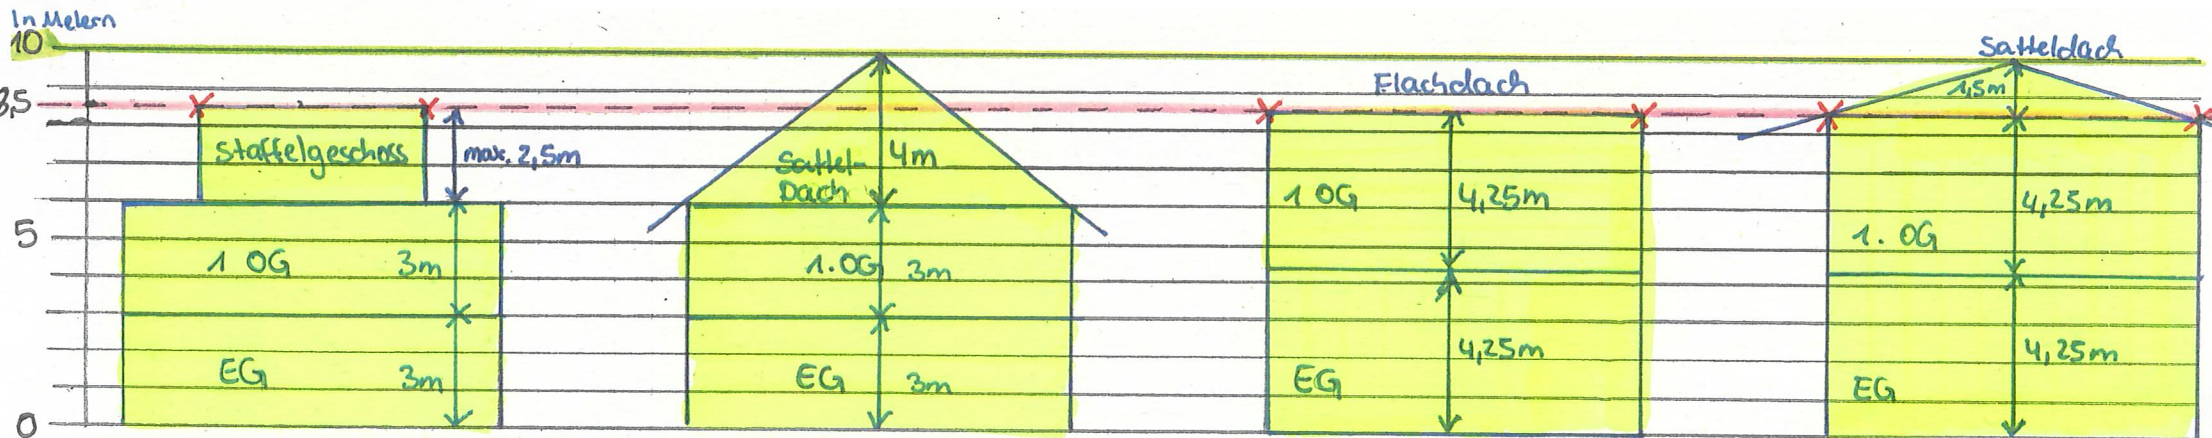 In Metern
10
8,5
5
0
Staffelgeschoss
max. 2,5m
1 OG
3m
EG
3m
Sattel-
Dach
4m
1.OG
3m
EG
3m
Flachdach
1 OG
4,25m
EG
4,25m
Satteldach
1,5m
4,25m
1. OG
4,25m
EG